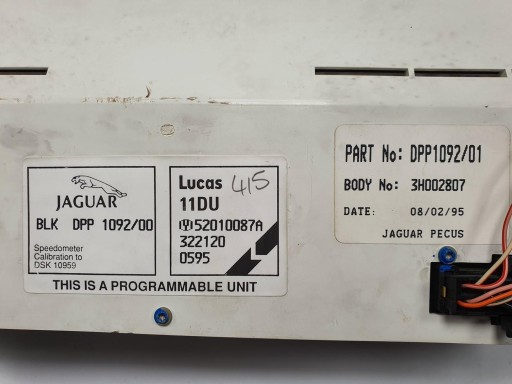 JAGUAR
BLK DPP 1092/00
Speedometer
Calibration to
DSK 10959
Lucas 415
11DU
52010087A
322120
0595
THIS IS A PROGRAMMABLE UNIT
PART No: DPP1092/01
BODY No: 3H002807
DATE: 08/02/95
JAGUAR PECUS